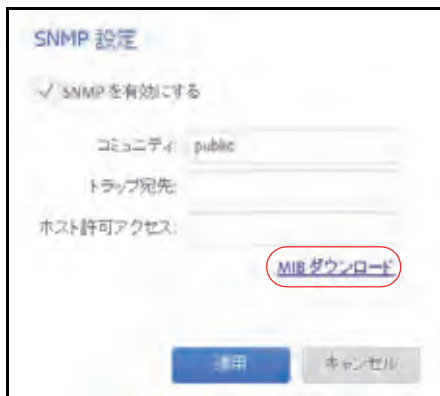 SNMP 設定
✓ SNMP を有効にする
コミュニティ: public
トラップ宛先:
ホスト許可アクセス:
MIB ダウンロード
適用 キャンセル